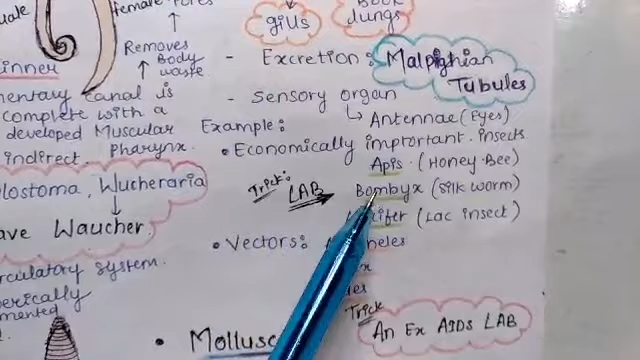 female
Removes
Body
waste.
inner
canal is
complete with a
developed Muscular
indirect. pharynx.
lostoma, Wucheraria
ave Waucher.
circulatory system.
erically
mented
gills
Book
lungs
- Excretion: Malpighian
Tubules
- Sensory organ
Antennae (Eyes)
Example:
• Economically important insects
Apis. (Honey Bee)
Trick: LAB Bombyx (Silk worm)
(Lac insect)
• Vectors:
Trick
An Ex AIDS LAB
• Mollusc